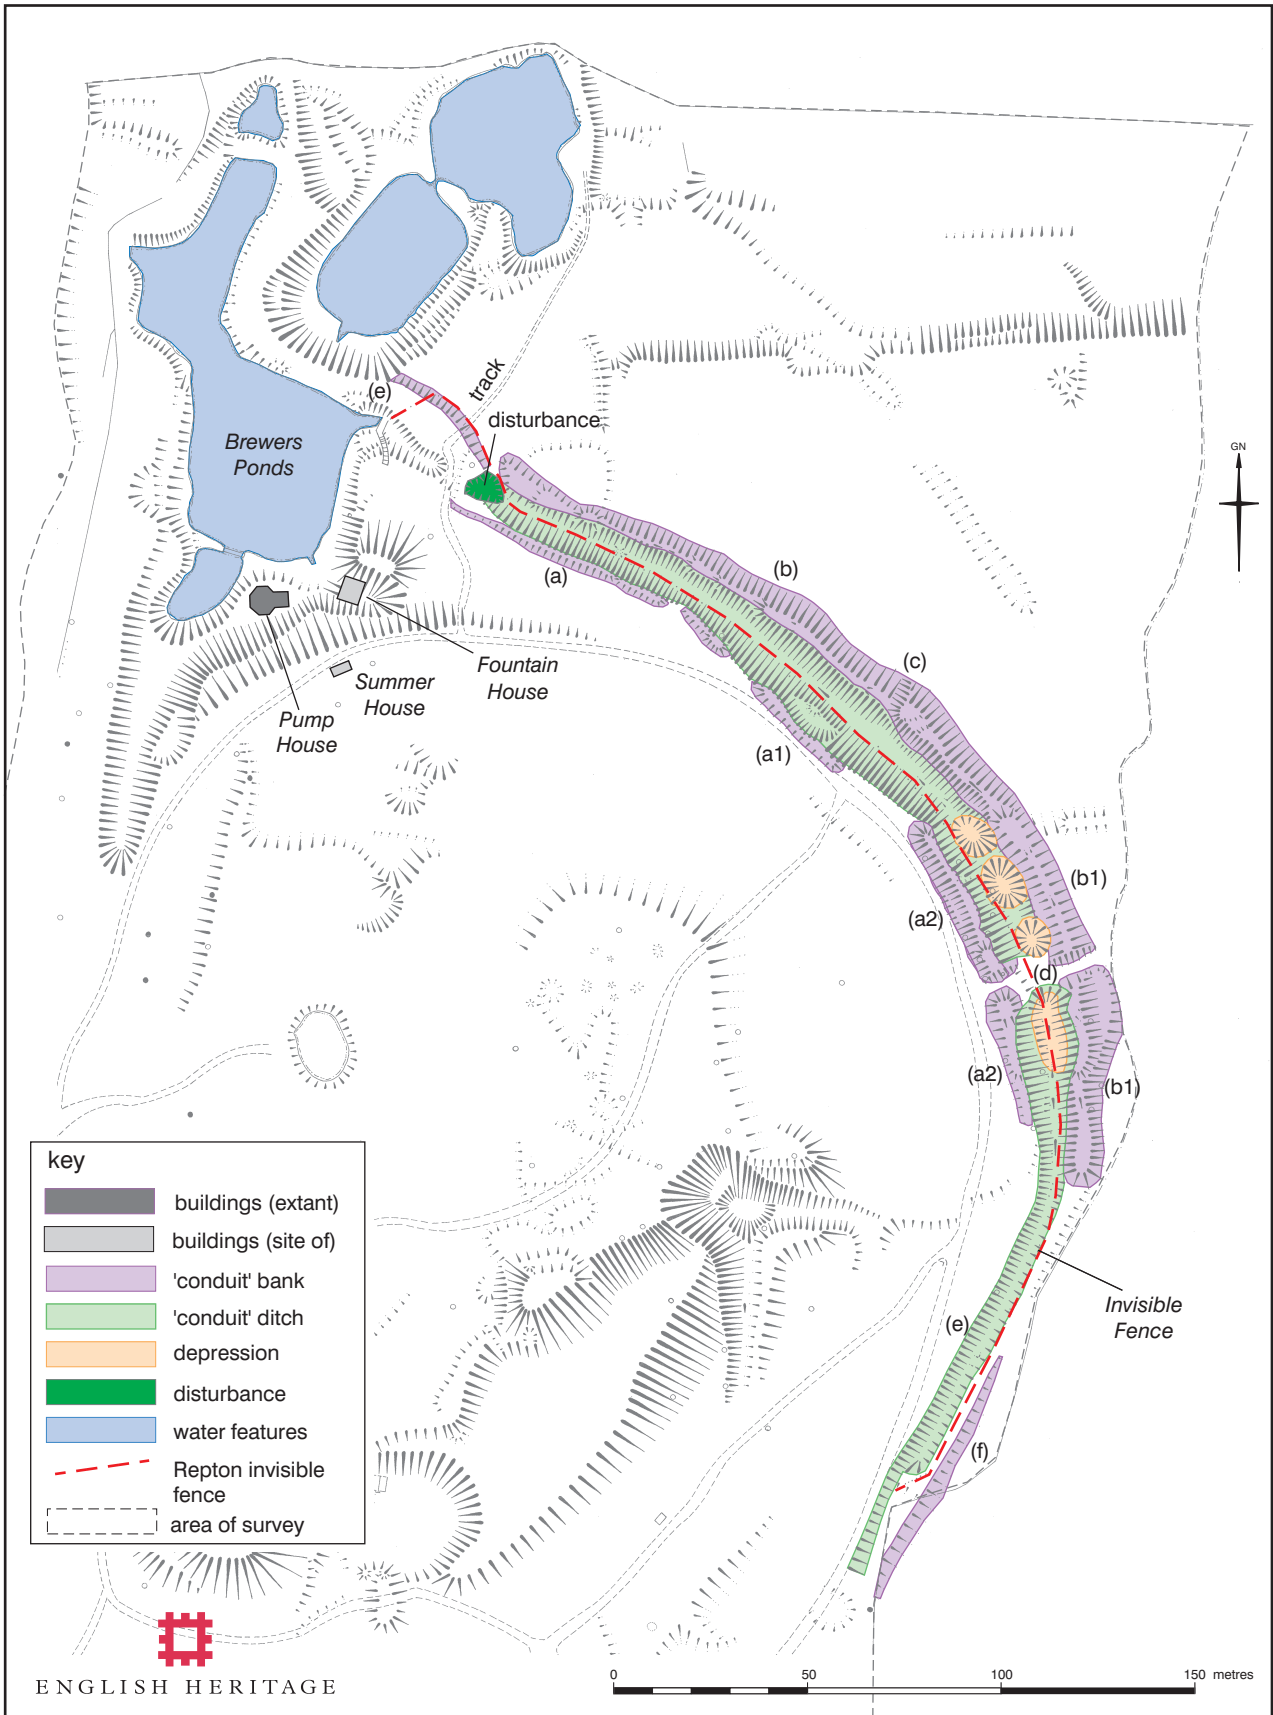 GN
(e)
track
disturbance
Brewers
Ponds
(a)
(b)
(c)
Fountain
House
Summer
House
Pump
House
(a1)
(b1)
(a2)
(d)
(a2)
(b1)
key
buildings (extant)
buildings (site of)
'conduit' bank
'conduit' ditch
depression
disturbance
water features
Repton invisible
fence
area of survey
Invisible
Fence
(e)
(f)
ENGLISH HERITAGE
0 50 100 150 metres